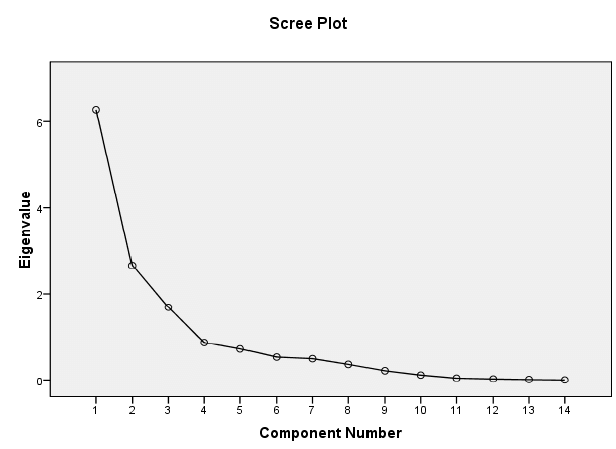 Scree Plot
6
4
2
0
Eigenvalue
1 2 3 4 5 6 7 8 9 10 11 12 13 14
Component Number